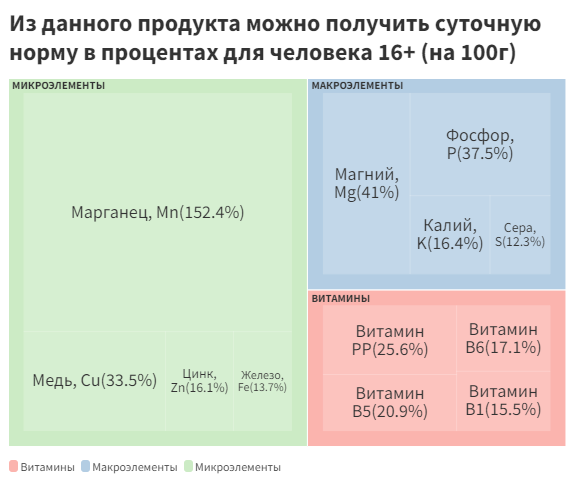 Из данного продукта можно получить суточную
норму в процентах для человека 16+ (на 100г)
МИКРОЭЛЕМЕНТЫ
Марганец, Mn(152.4%)
Медь, Cu(33.5%)
Цинк,
Zn(16.1%)
Железо,
Fe(13.7%)
МАКРОЭЛЕМЕНТЫ
Магний,
Mg(41%)
Фосфор,
P(37.5%)
Калий,
K(16.4%)
Сера,
S(12.3%)
ВИТАМИНЫ
Витамин
PP(25.6%)
Витамин
B6(17.1%)
Витамин
B5(20.9%)
Витамин
B1(15.5%)
Витамины Макроэлементы Микроэлементы